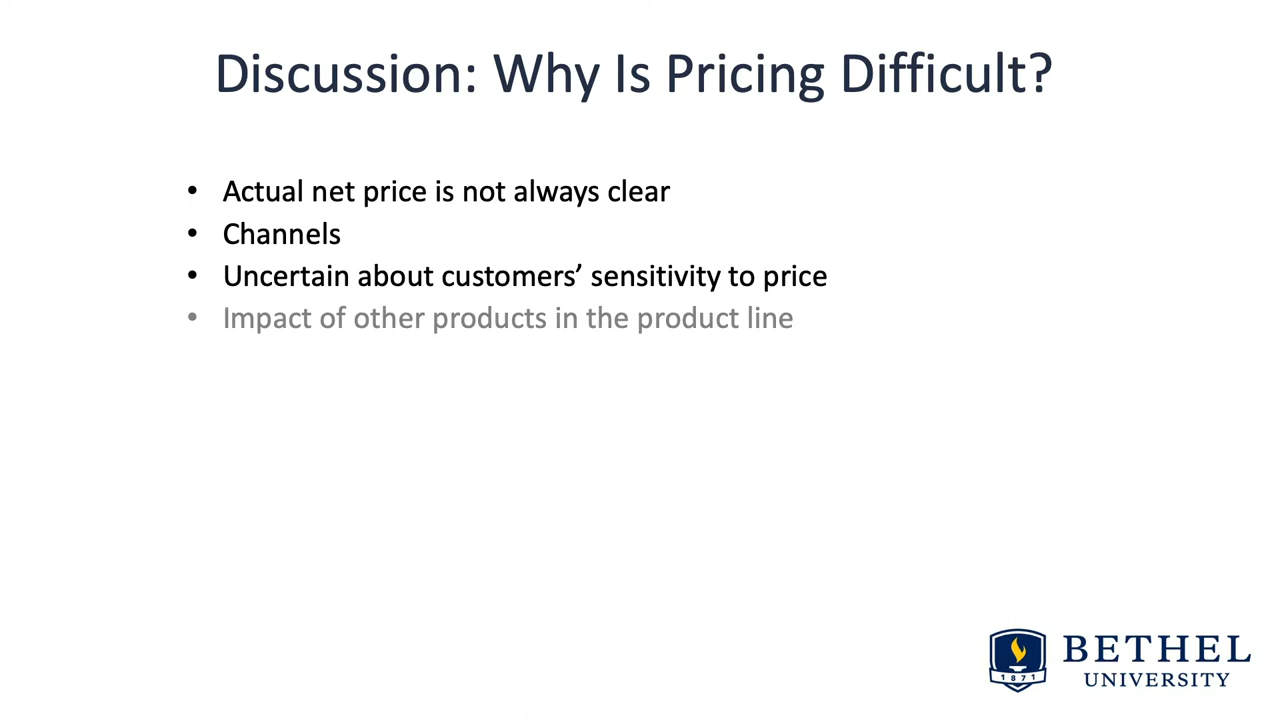 Discussion: Why Is Pricing Difficult?
• Actual net price is not always clear
• Channels
• Uncertain about customers’ sensitivity to price
• Impact of other products in the product line
1871
BETHEL
UNIVERSITY